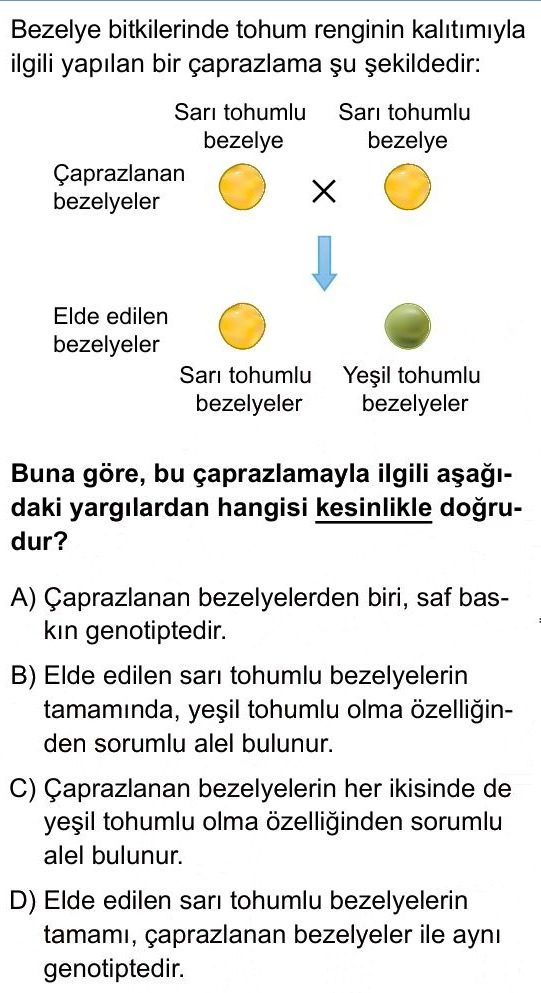 Bezelye bitkilerinde tohum renginin kalıtımıyla
ilgili yapılan bir çaprazlama şu şekildedir:
Sarı tohumlu bezelye
Sarı tohumlu bezelye
Çaprazlanan bezelyeler
×
Elde edilen bezelyeler
Sarı tohumlu bezelyeler
Yeşil tohumlu bezelyeler
Buna göre, bu çaprazlamayla ilgili aşağı-
daki yargılardan hangisi kesinlikle doğru-
dur?
A) Çaprazlanan bezelyelerden biri, saf bas-
kın genotiptedir.
B) Elde edilen sarı tohumlu bezelyelerin
tamamında, yeşil tohumlu olma özelliğin-
den sorumlu alel bulunur.
C) Çaprazlanan bezelyelerin her ikisinde de
yeşil tohumlu olma özelliğinden sorumlu
alel bulunur.
D) Elde edilen sarı tohumlu bezelyelerin
tamamı, çaprazlanan bezelyeler ile aynı
genotiptedir.